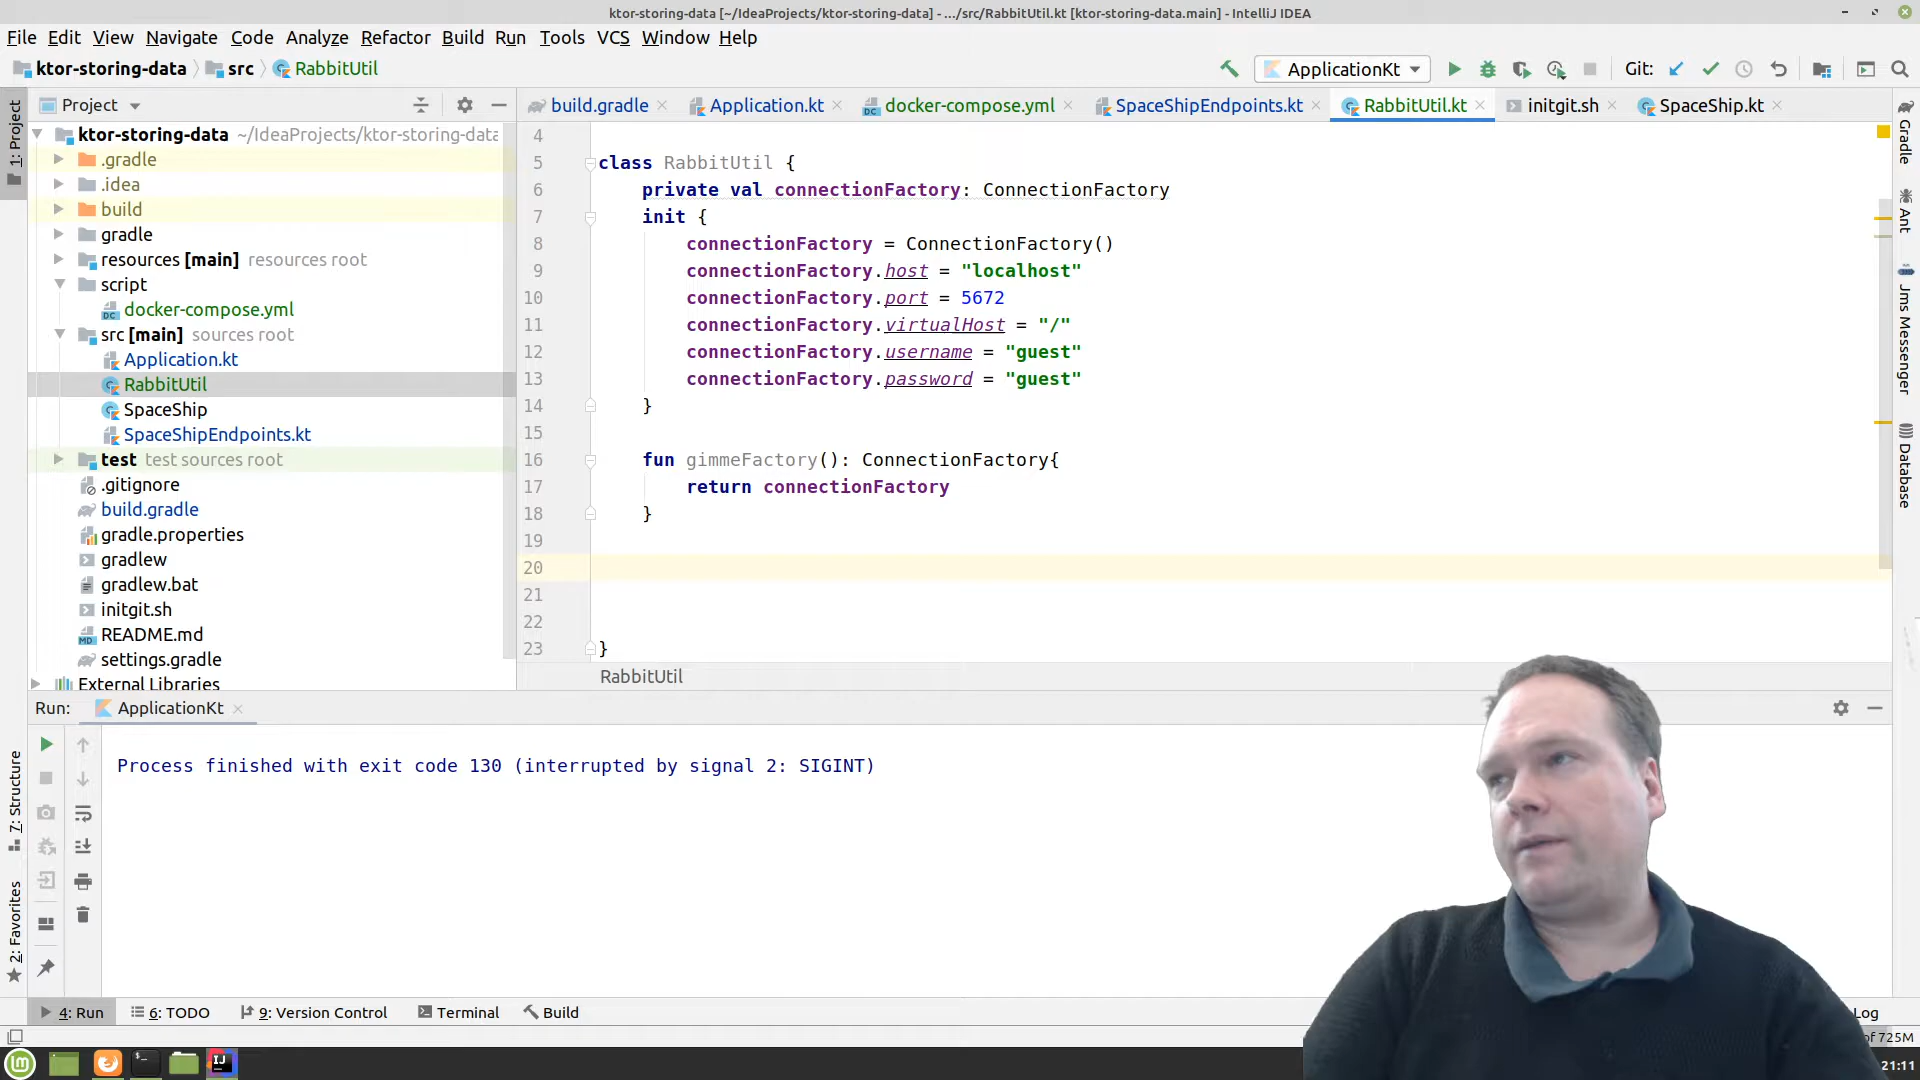 ktor-storing-data [~/IdeaProjects/ktor-storing-data] - .../src/RabbitUtil.kt [ktor-storing-data.main] - IntelliJ IDEA
File Edit View Navigate Code Analyze Refactor Build Run Tools VCS Window Help
ktor-storing-data src RabbitUtil ApplicationKt Git:
Project
build.gradle Application.kt docker-compose.yml SpaceShipEndpoints.kt RabbitUtil.kt initgit.sh SpaceShip.kt
1: Project
7: Structure
2: Favorites
ktor-storing-data ~/IdeaProjects/ktor-storing-data
.gradle
.idea
build
gradle
resources [main] resources root
script
docker-compose.yml
src [main] sources root
Application.kt
RabbitUtil
SpaceShip
SpaceShipEndpoints.kt
test test sources root
.gitignore
build.gradle
gradle.properties
gradlew
gradlew.bat
initgit.sh
README.md
settings.gradle
External Libraries
4
5 class RabbitUtil {
6 private val connectionFactory: ConnectionFactory
7 init {
8 connectionFactory = ConnectionFactory()
9 connectionFactory.host = "localhost"
10 connectionFactory.port = 5672
11 connectionFactory.virtualHost = "/"
12 connectionFactory.username = "guest"
13 connectionFactory.password = "guest"
14 }
15
16 fun gimmeFactory(): ConnectionFactory{
17 return connectionFactory
18 }
19
20
21
22
23 }
RabbitUtil
Gradle
Ant
Jms Messenger
Database
Run: ApplicationKt
Process finished with exit code 130 (interrupted by signal 2: SIGINT)
4: Run 6: TODO 9: Version Control Terminal Build Log
of 725M
21:11